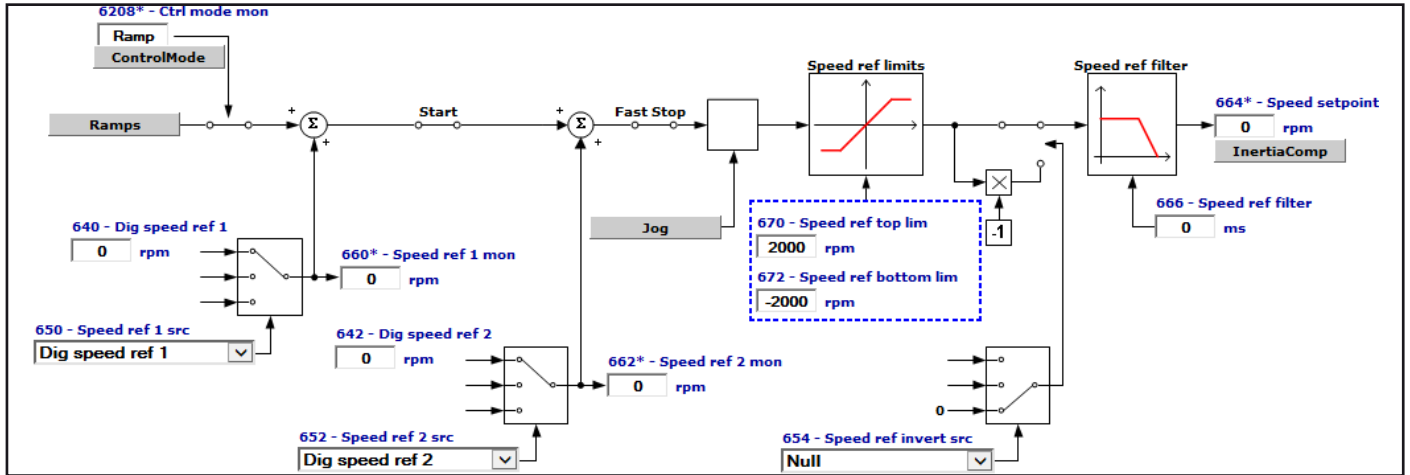 6208* - Ctrl mode mon
Ramp
ControlMode
Ramps
+
Σ
+
Start
+
Σ
+
Fast Stop
Speed ref limits
Speed ref filter
664* - Speed setpoint
0 rpm
InertiaComp
-1
Jog
640 - Dig speed ref 1
0 rpm
660* - Speed ref 1 mon
0 rpm
650 - Speed ref 1 src
Dig speed ref 1
642 - Dig speed ref 2
0 rpm
662* - Speed ref 2 mon
0 rpm
652 - Speed ref 2 src
Dig speed ref 2
670 - Speed ref top lim
2000 rpm
672 - Speed ref bottom lim
-2000 rpm
666 - Speed ref filter
0 ms
0
654 - Speed ref invert src
Null